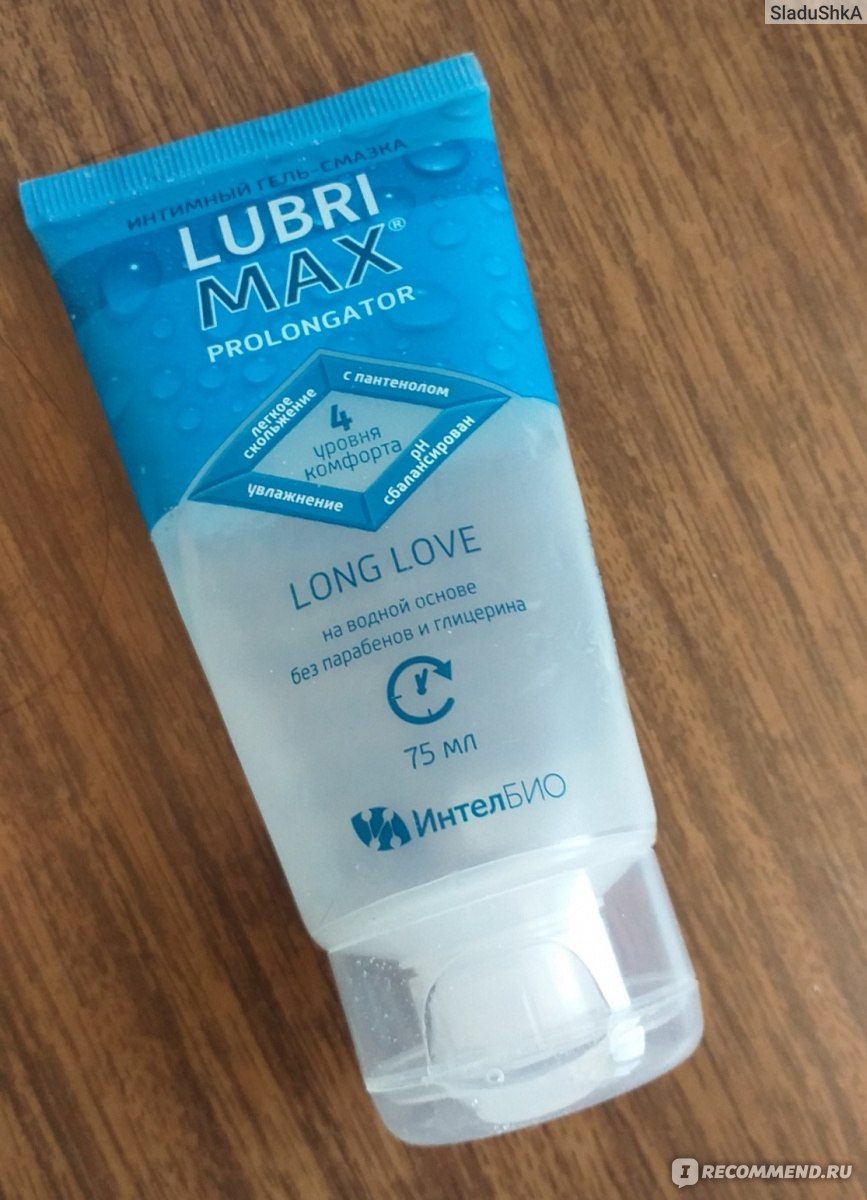 SladuShkA
ИНТИМНЫЙ ГЕЛЬ-СМАЗКА
LUBRI
MAX®
PROLONGATOR
легкое
скольжение
с пантенолом
4
уровня
комфорта
увлажнение
pH
сбалансирован
LONG LOVE
на водной основе
без парабенов и глицерина
75 мл
ИнтелБИО
I RECOMMEND.RU